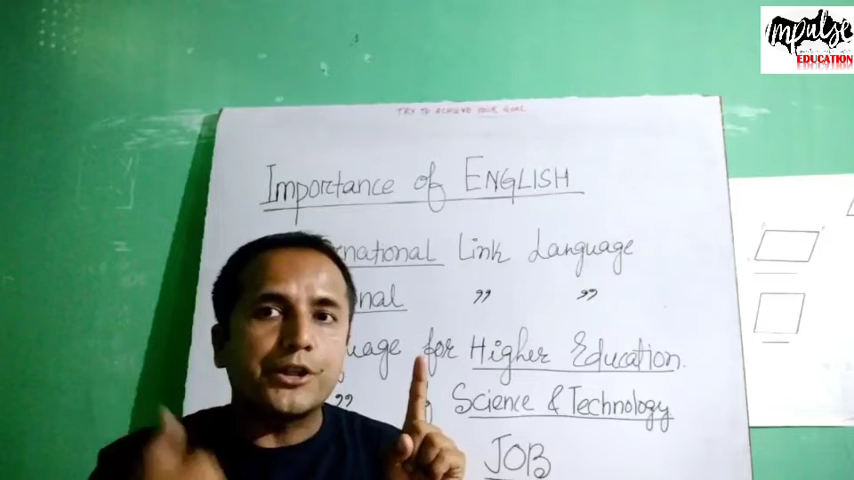 impulse
EDUCATION
TRY TO ACHIEVE YOUR GOAL
Importance of ENGLISH
rnational Link Language
nal " "
uage for Higher Education.
" Science & Technology
JOB